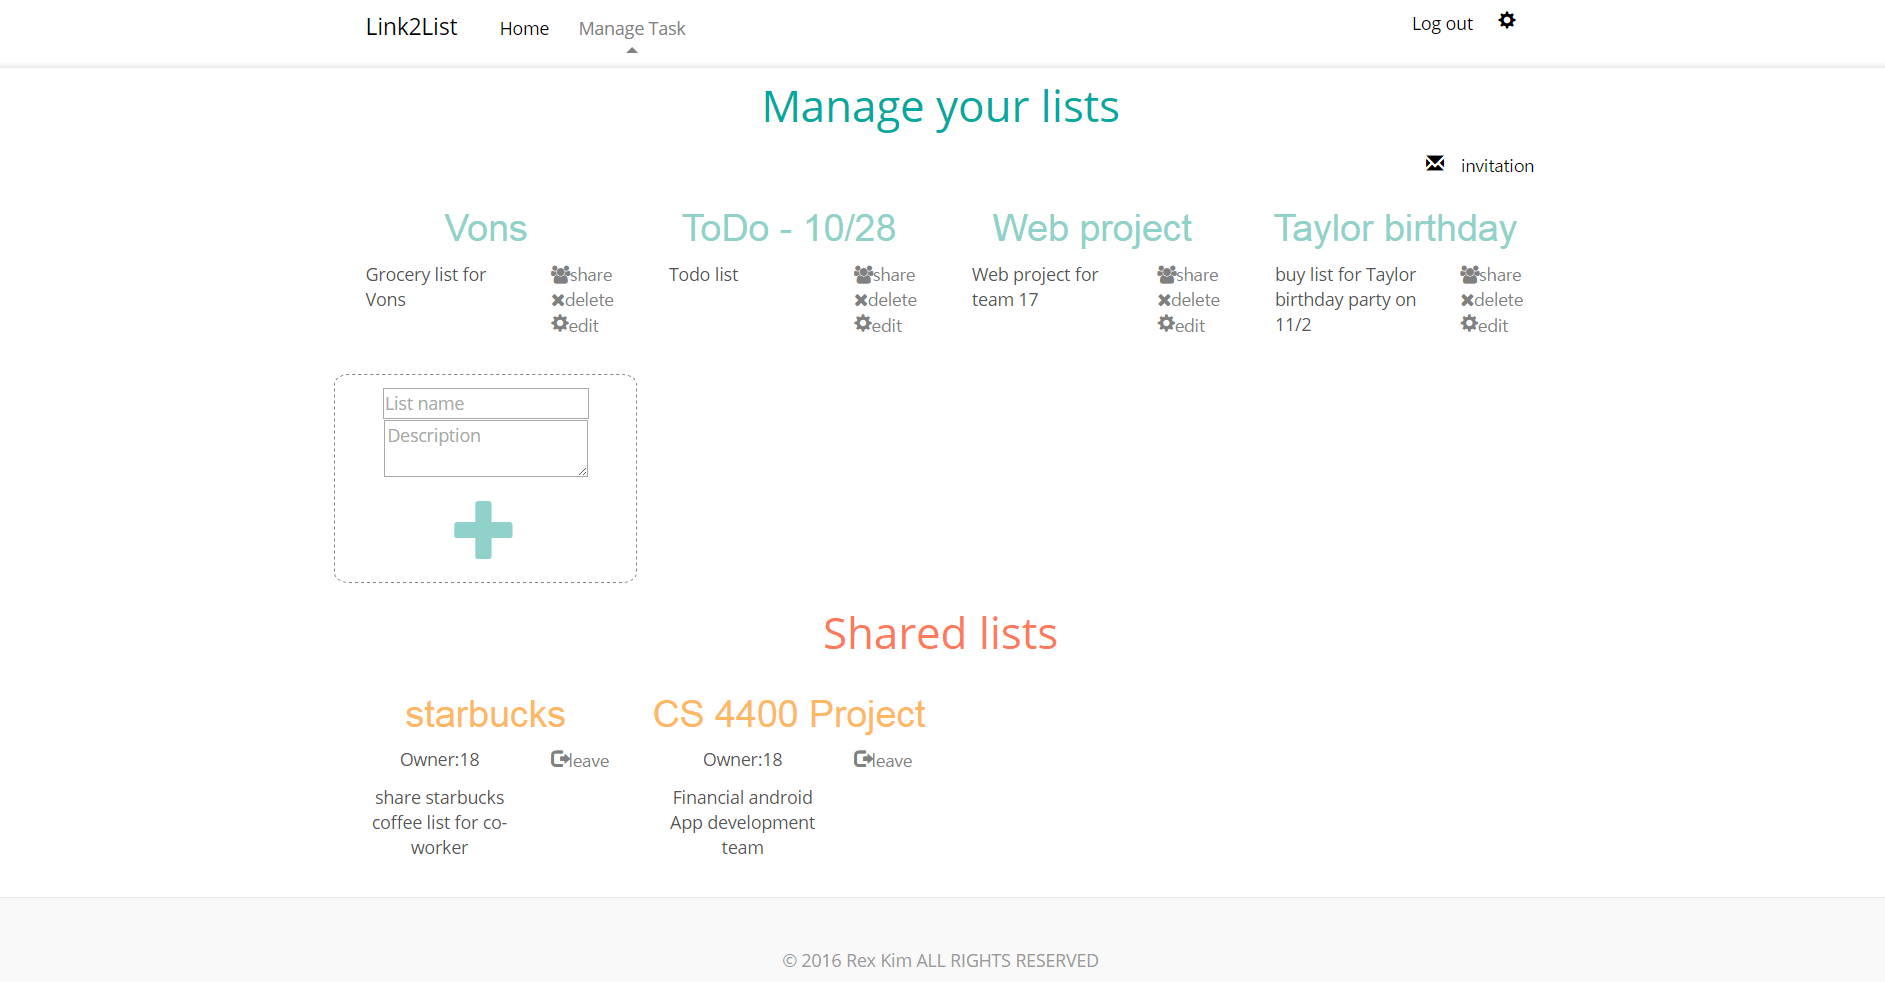 Link2List Home Manage Task Log out
Manage your lists
invitation
Vons
Grocery list for
Vons
share
delete
edit
ToDo - 10/28
Todo list
share
delete
edit
Web project
Web project for
team 17
share
delete
edit
Taylor birthday
buy list for Taylor
birthday party on
11/2
share
delete
edit
List name
Description
Shared lists
starbucks
Owner:18
leave
share starbucks
coffee list for co-
worker
CS 4400 Project
Owner:18
leave
Financial android
App development
team
© 2016 Rex Kim ALL RIGHTS RESERVED